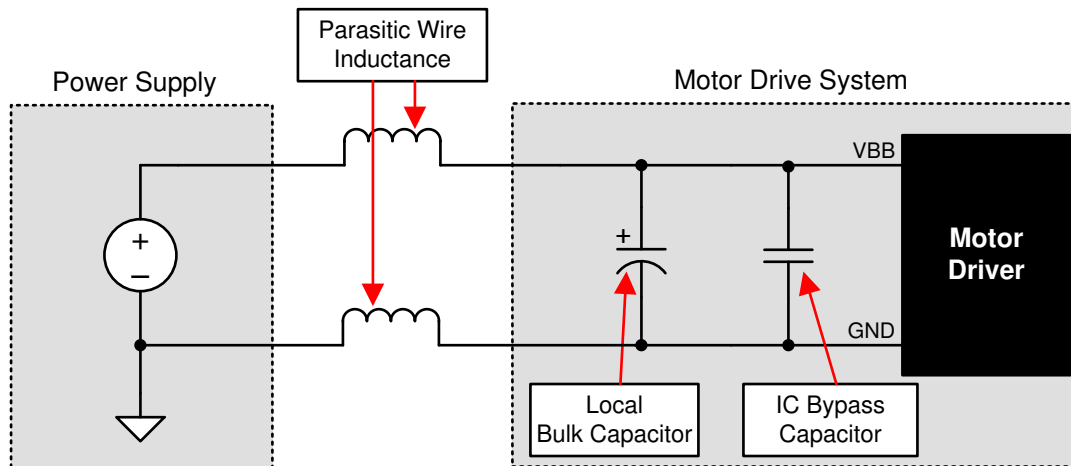 Parasitic Wire
Inductance
Power Supply
Motor Drive System
VBB
+
–
+
Motor
Driver
GND
Local
Bulk Capacitor
IC Bypass
Capacitor